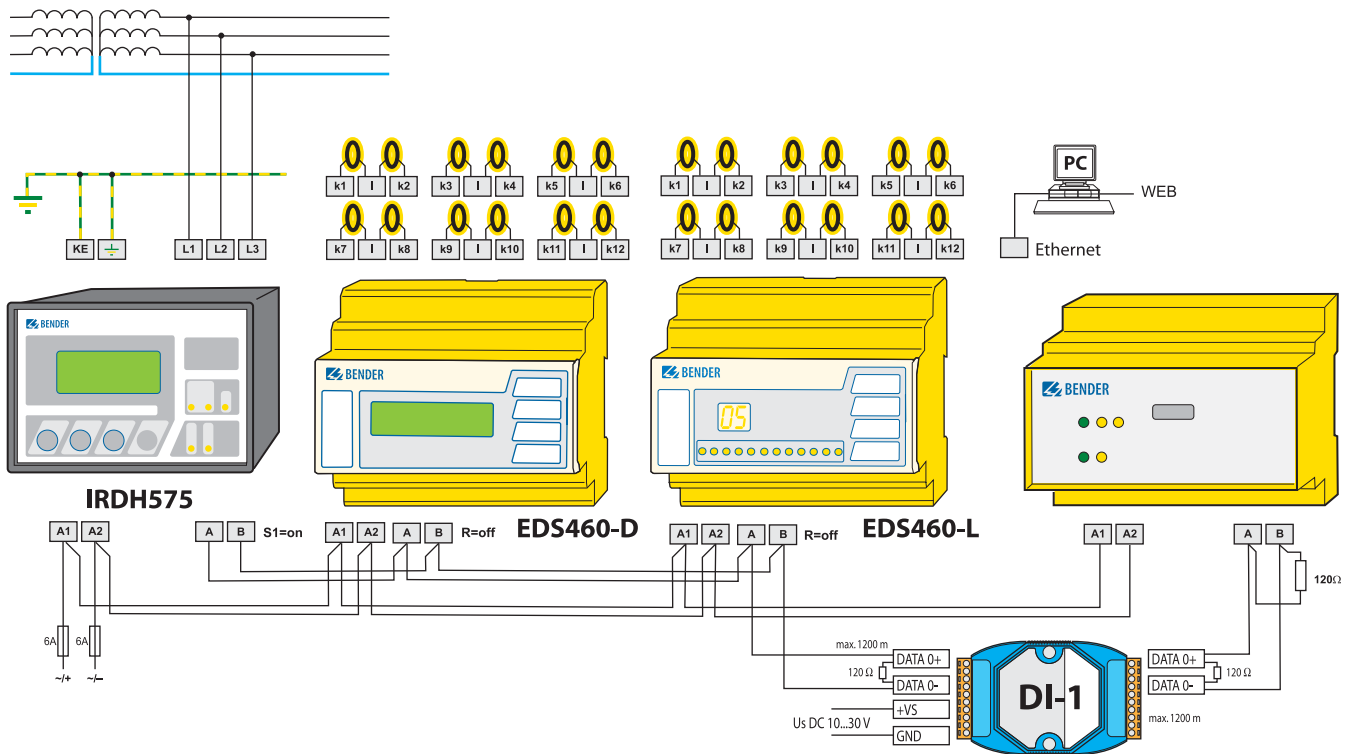 k1 I k2 k3 I k4 k5 I k6 k1 I k2 k3 I k4 k5 I k6
PC
WEB
k7 I k8 k9 I k10 k11 I k12 k7 I k8 k9 I k10 k11 I k12
Ethernet
KE L1 L2 L3
BENDER
BENDER
BENDER
05
BENDER
IRDH575
EDS460-D
EDS460-L
A1 A2 A B S1=on A1 A2 A B R=off A1 A2 A B R=off A1 A2 A B
120Ω
6A 6A
~/+ ~/–
max. 1200 m
DATA 0+
120 Ω
DATA 0-
+VS
Us DC 10...30 V
GND
DI-1
DATA 0+
120 Ω
DATA 0-
max. 1200 m